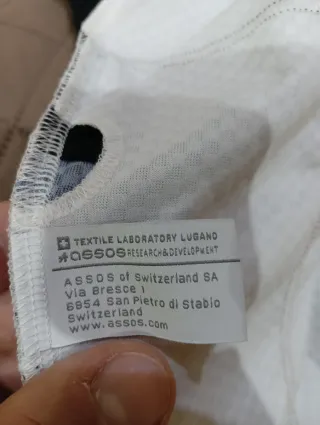 TEXTILE LABORATORY LUGANO
assos RESEARCH&DEVELOPMENT
ASSOS of Switzerland SA
Via Bresce 1
6854 San Pietro di Stabio
Switzerland
www.assos.com